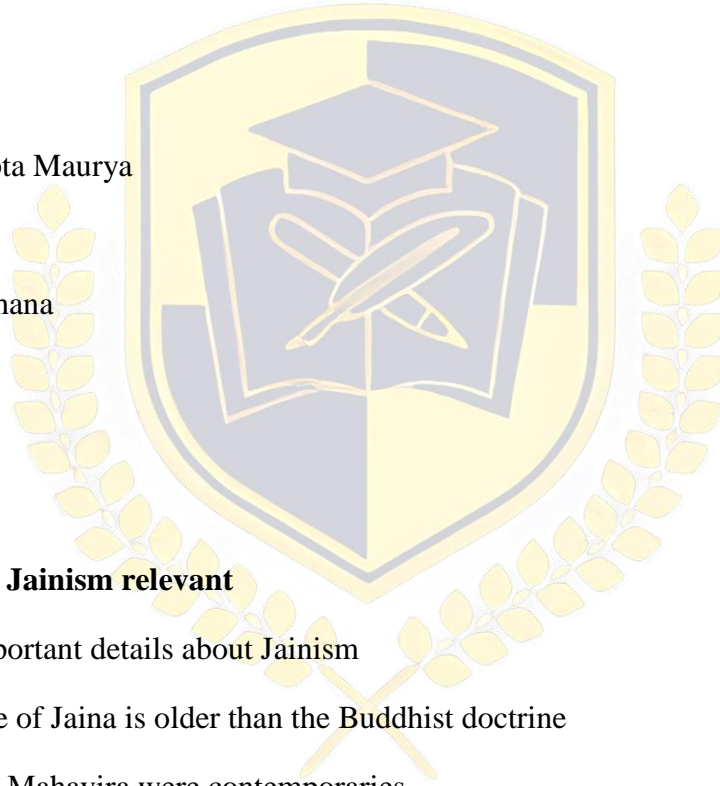 ta Maurya
hana
Jainism relevant
portant details about Jainism
e of Jaina is older than the Buddhist doctrine
Mahavira were contemporaries